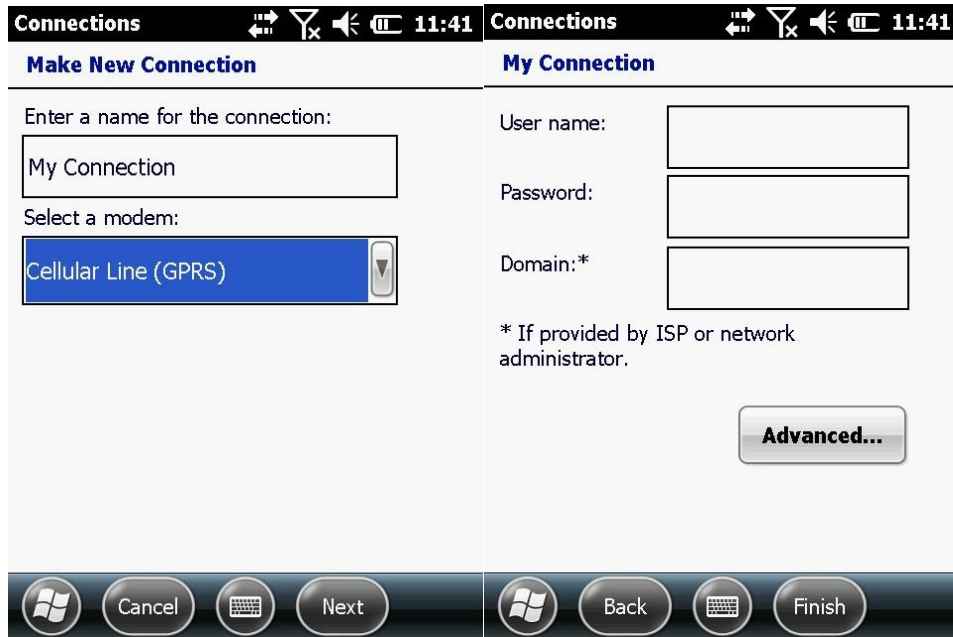 Connections
11:41
Make New Connection
Enter a name for the connection:
My Connection
Select a modem:
Cellular Line (GPRS)
Cancel
Next
Connections
11:41
My Connection
User name:
Password:
Domain:*
* If provided by ISP or network
administrator.
Advanced...
Back
Finish